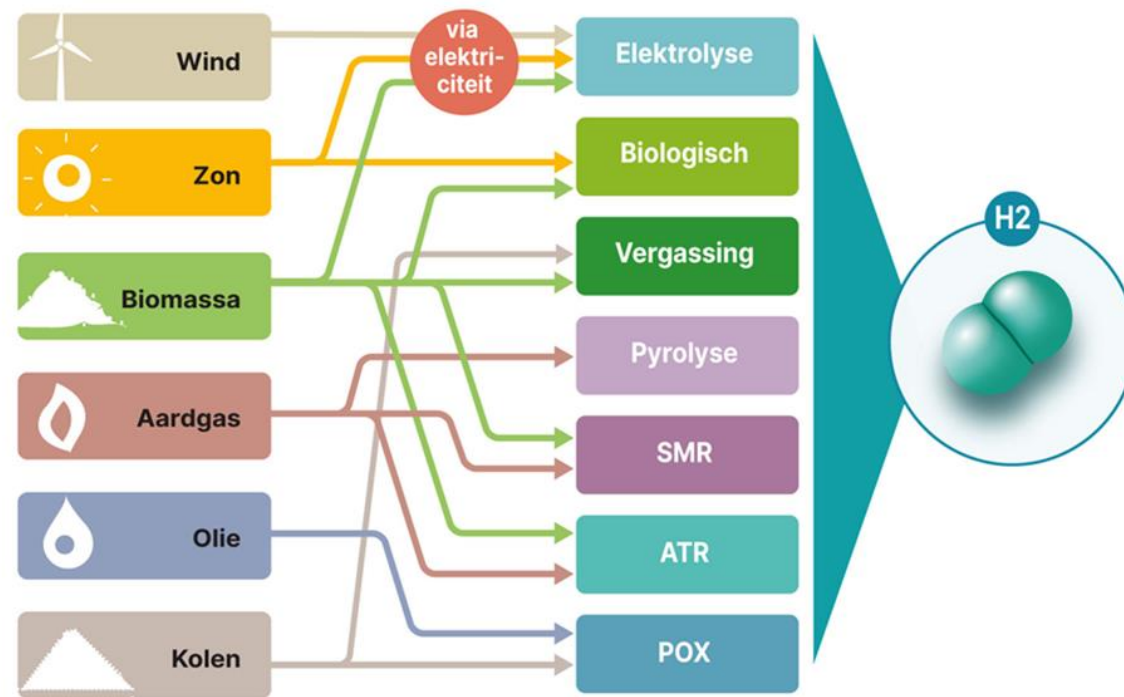 Wind
Zon
Biomassa
Aardgas
Olie
Kolen
via
elektri-
citeit
Elektrolyse
Biologisch
Vergassing
Pyrolyse
SMR
ATR
POX
H2